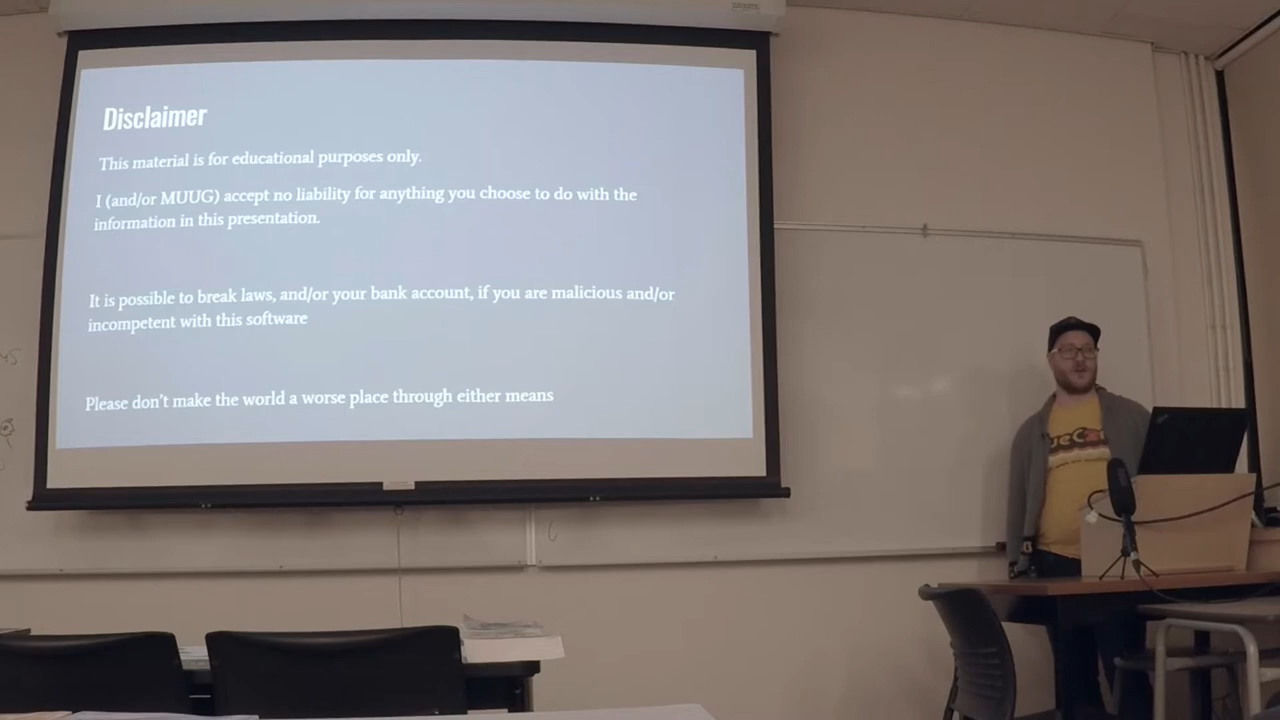 Disclaimer
This material is for educational purposes only.
I (and/or MUUG) accept no liability for anything you choose to do with the
information in this presentation.
It is possible to break laws, and/or your bank account, if you are malicious and/or
incompetent with this software
Please don't make the world a worse place through either means